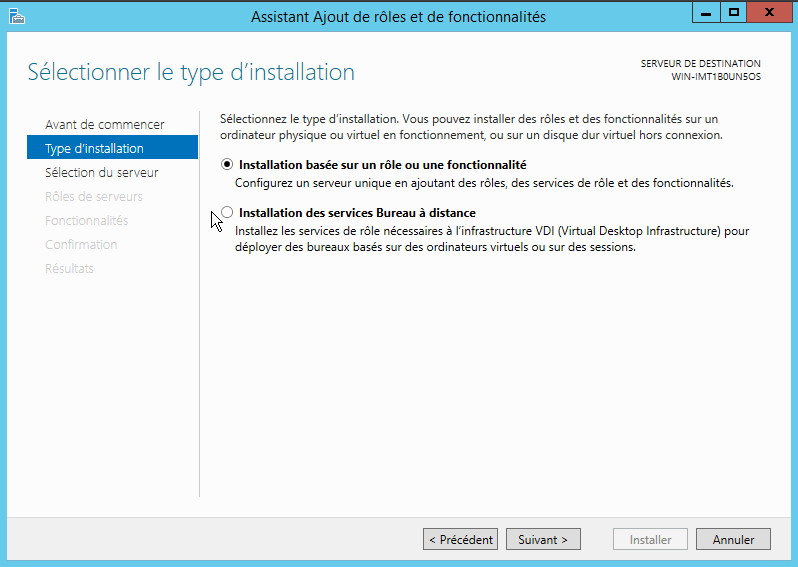 Assistant Ajout de rôles et de fonctionnalités
Sélectionner le type d'installation
SERVEUR DE DESTINATION
WIN-IMT1B0UN5OS
Avant de commencer
Type d'installation
Sélection du serveur
Rôles de serveurs
Fonctionnalités
Confirmation
Résultats
Sélectionnez le type d'installation. Vous pouvez installer des rôles et des fonctionnalités sur un
ordinateur physique ou virtuel en fonctionnement, ou sur un disque dur virtuel hors connexion.
Installation basée sur un rôle ou une fonctionnalité
Configurez un serveur unique en ajoutant des rôles, des services de rôle et des fonctionnalités.
Installation des services Bureau à distance
Installez les services de rôle nécessaires à l'infrastructure VDI (Virtual Desktop Infrastructure) pour
déployer des bureaux basés sur des ordinateurs virtuels ou sur des sessions.
< Précédent
Suivant >
Installer
Annuler